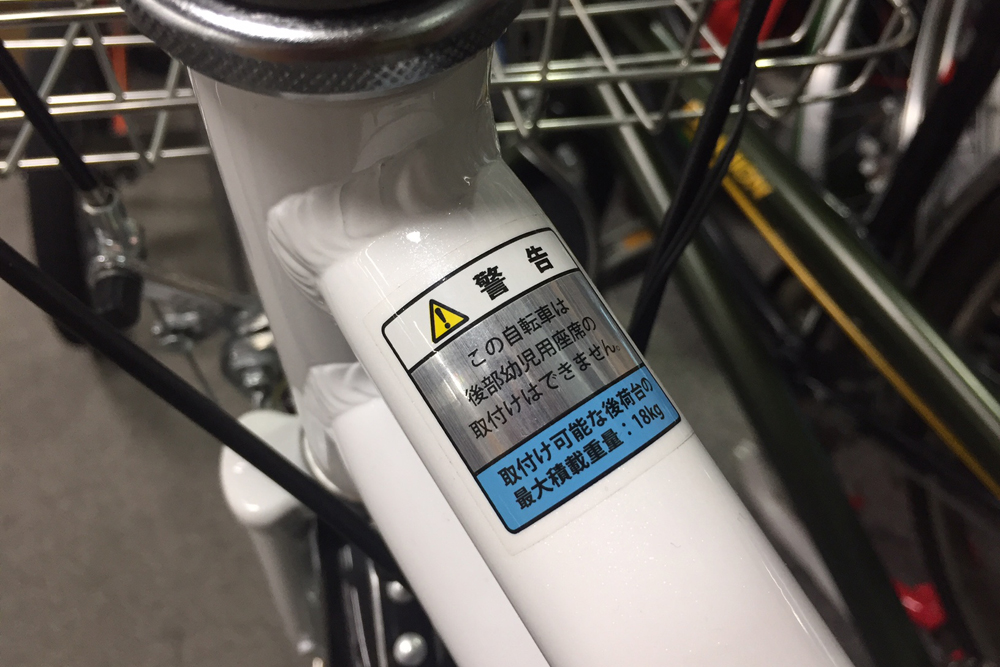 警告
この自転車は
後部幼児用座席の
取付けはできません。
取付け可能な後荷台の
最大積載重量：18kg